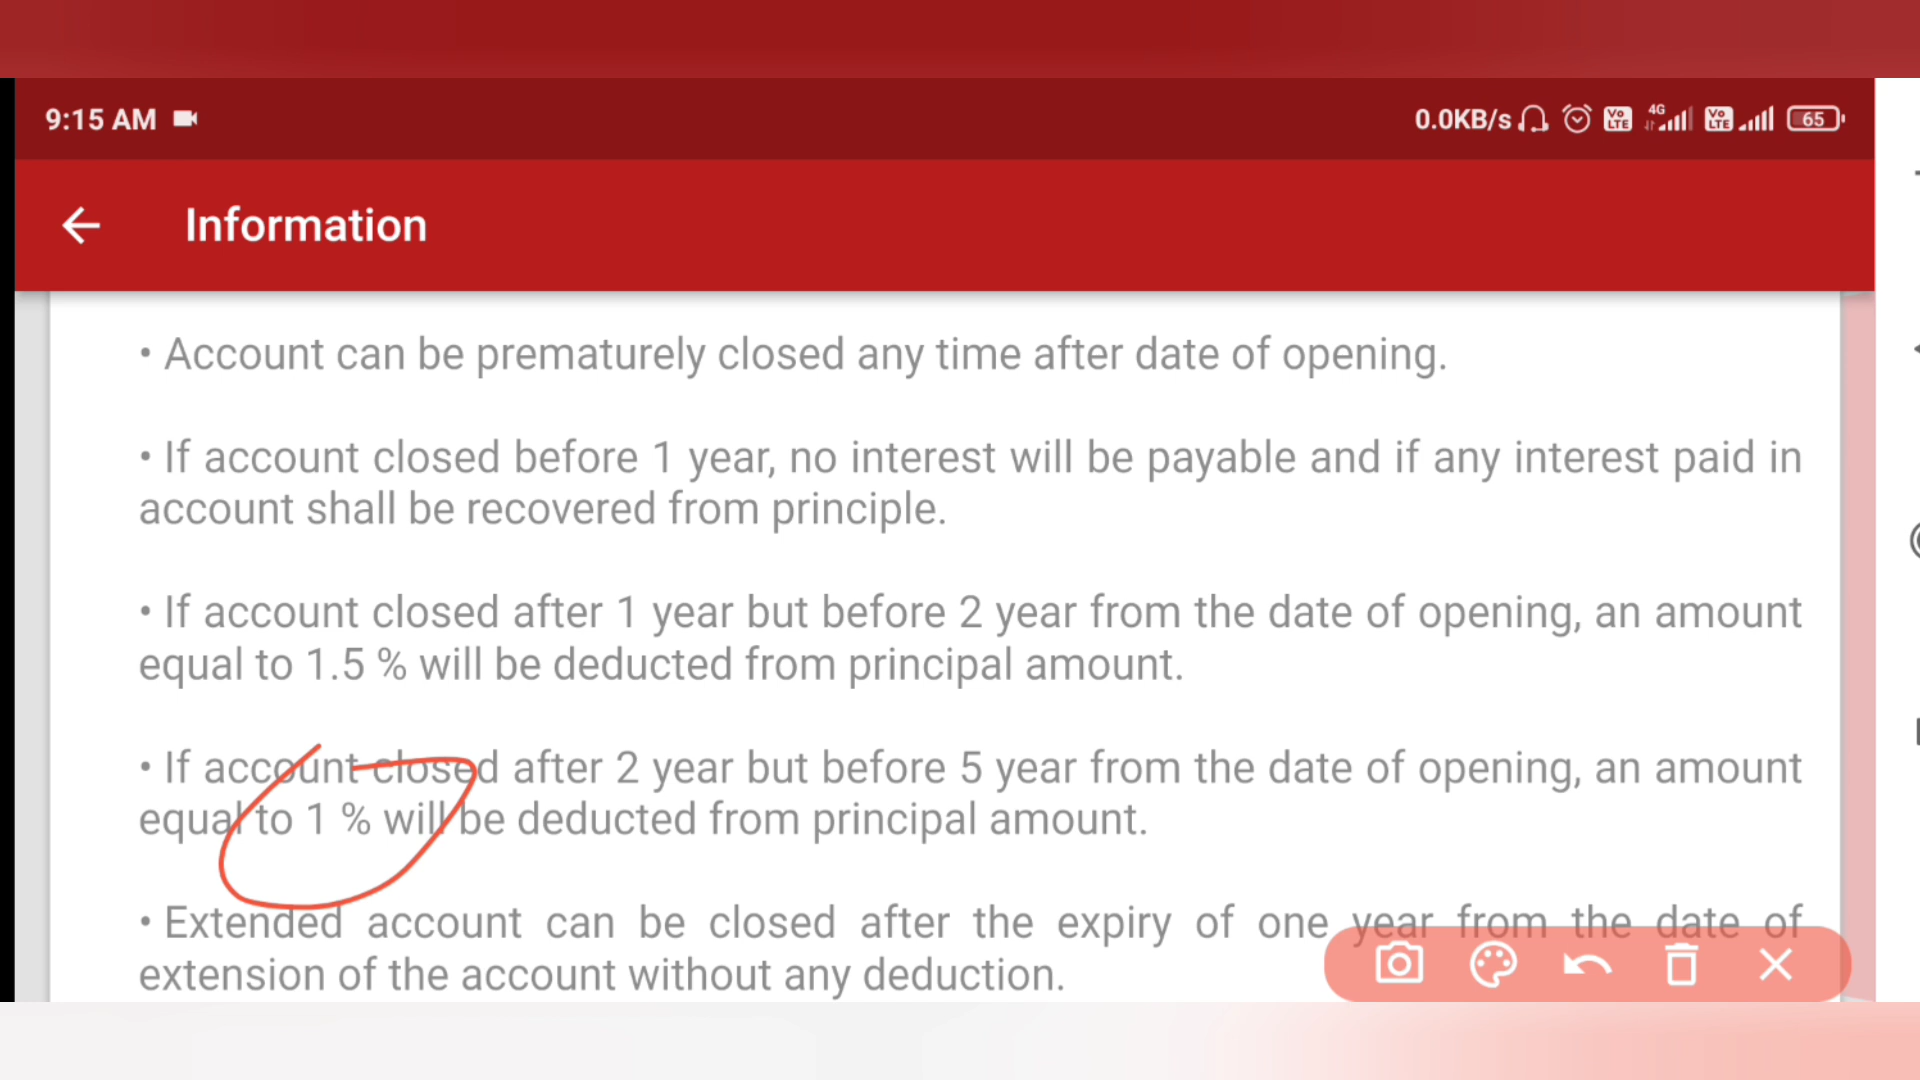 9:15 AM
0.0KB/s
Vo LTE
4G
Vo LTE
65
Information
• Account can be prematurely closed any time after date of opening.
• If account closed before 1 year, no interest will be payable and if any interest paid in
account shall be recovered from principle.
• If account closed after 1 year but before 2 year from the date of opening, an amount
equal to 1.5 % will be deducted from principal amount.
• If account closed after 2 year but before 5 year from the date of opening, an amount
equal to 1 % will be deducted from principal amount.
• Extended account can be closed after the expiry of one year from the date of
extension of the account without any deduction.